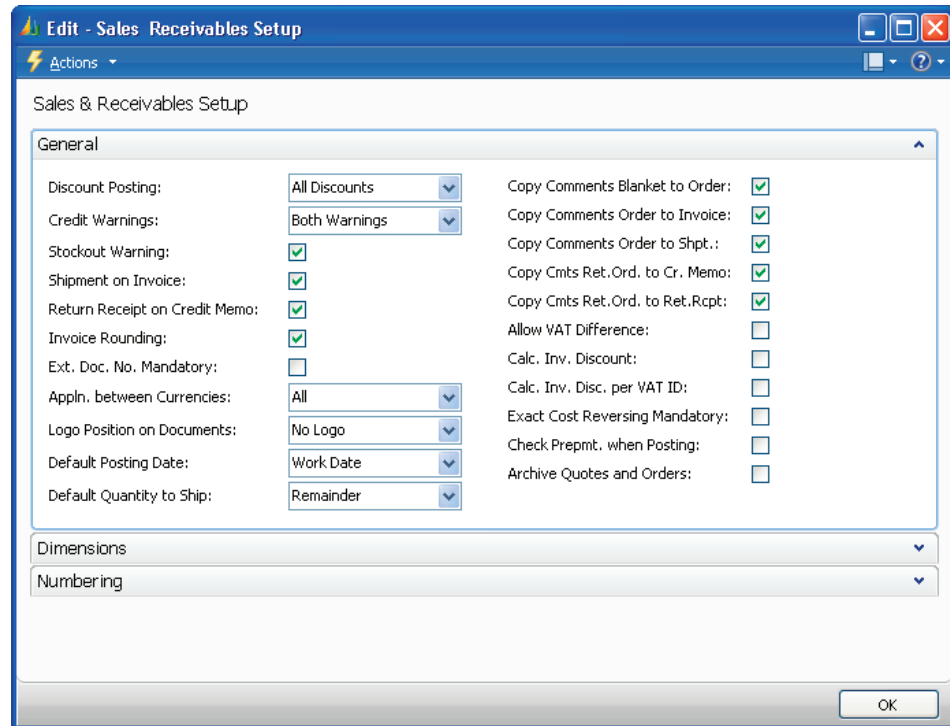 Edit - Sales  Receivables Setup
Actions
Sales & Receivables Setup
General
Discount Posting: All Discounts
Credit Warnings: Both Warnings
Stockout Warning:
Shipment on Invoice:
Return Receipt on Credit Memo:
Invoice Rounding:
Ext. Doc. No. Mandatory:
Appln. between Currencies: All
Logo Position on Documents: No Logo
Default Posting Date: Work Date
Default Quantity to Ship: Remainder
Copy Comments Blanket to Order:
Copy Comments Order to Invoice:
Copy Comments Order to Shpt.:
Copy Cmts Ret.Ord. to Cr. Memo:
Copy Cmts Ret.Ord. to Ret.Rcpt:
Allow VAT Difference:
Calc. Inv. Discount:
Calc. Inv. Disc. per VAT ID:
Exact Cost Reversing Mandatory:
Check Prepmt. when Posting:
Archive Quotes and Orders:
Dimensions
Numbering
OK